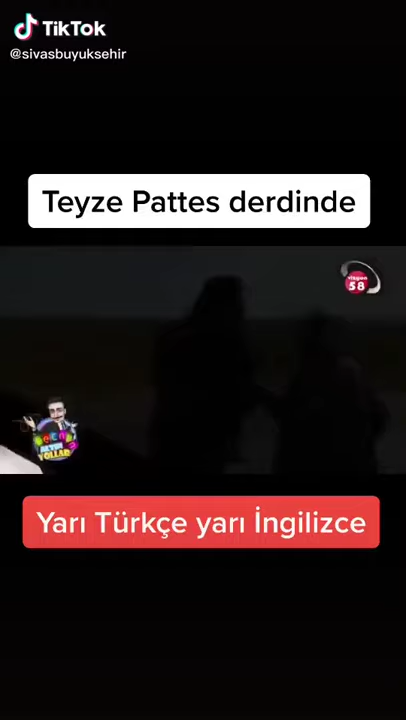 TikTok
@sivasbuyuksehir
Teyze Pattes derdinde
58
Yarı Türkçe yarı İngilizce